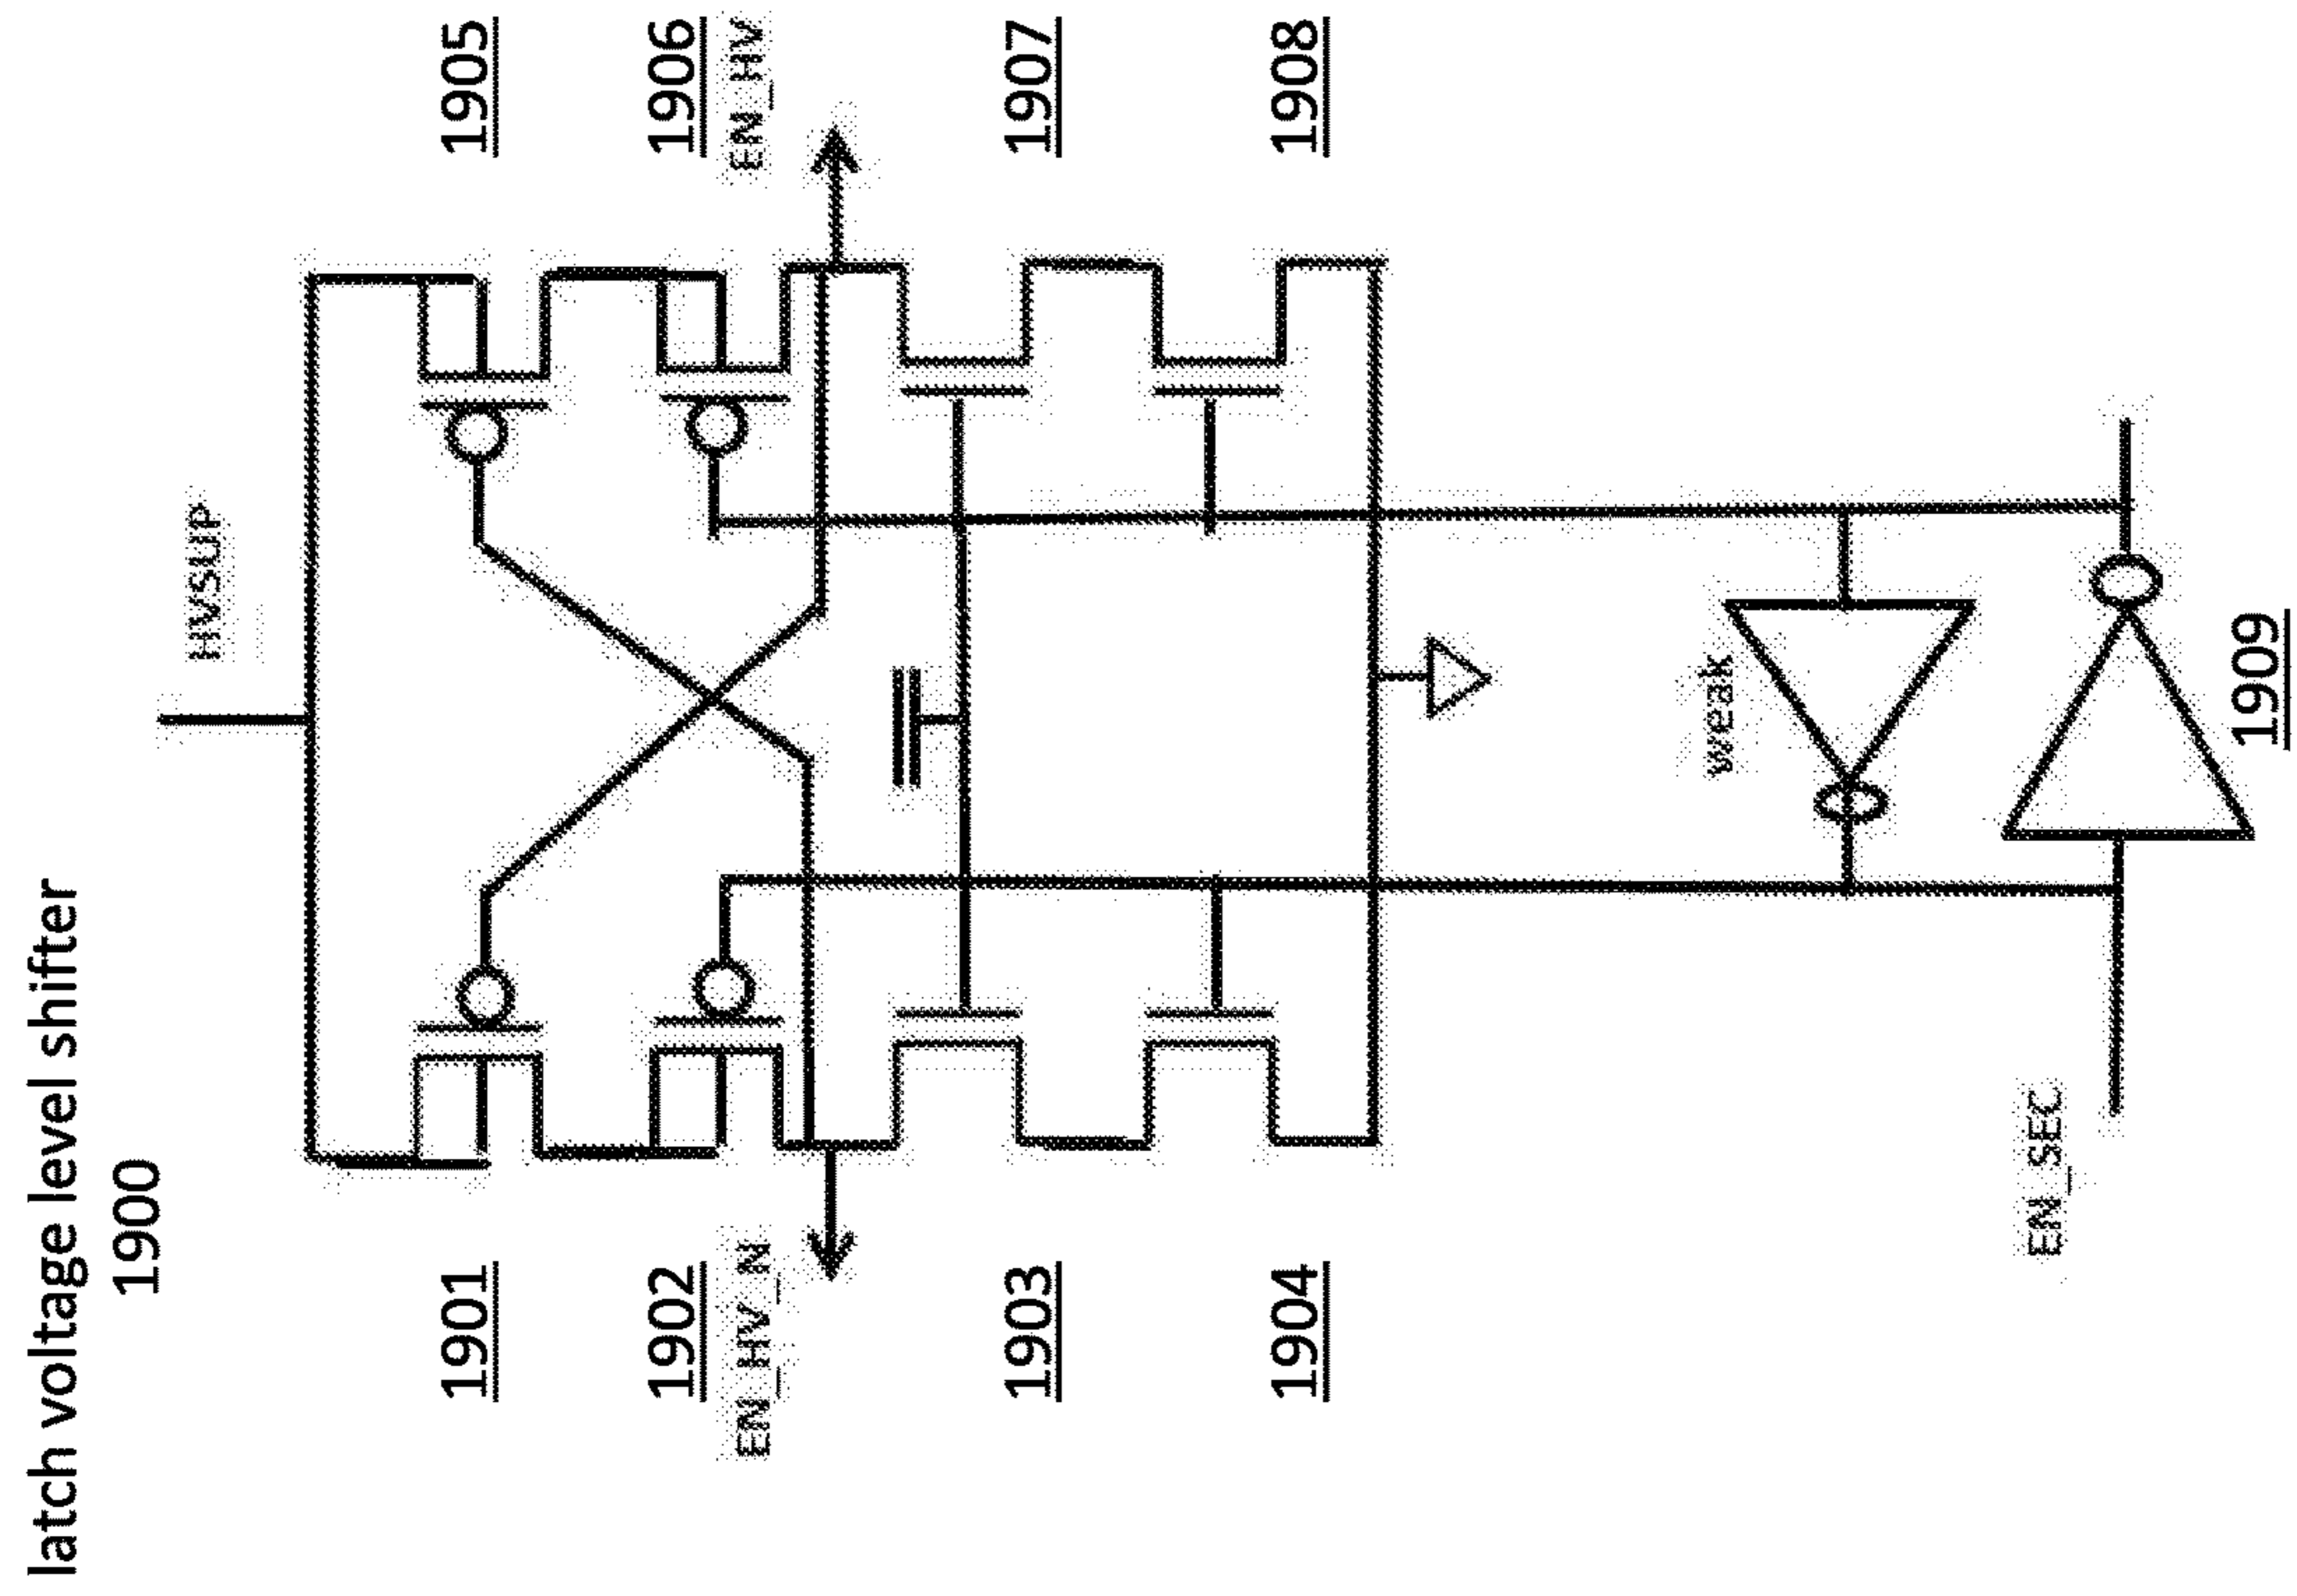 latch voltage level shifter
1900
HVSUP
1901
1905
1902
1906
EN_HV_N
EN_HV
1903
1907
1904
1908
weak
EN_SEC
1909